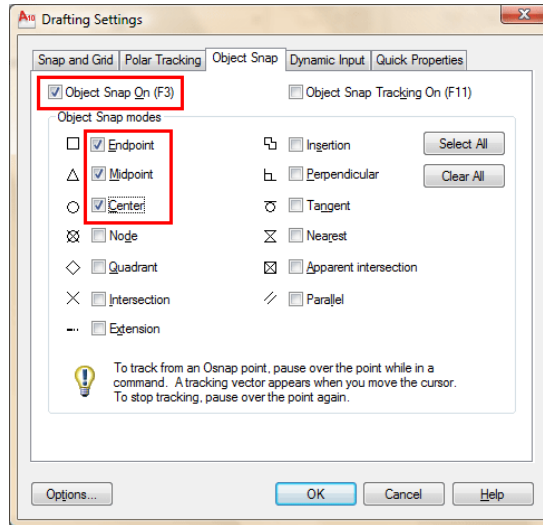 A10 Drafting Settings
X
Snap and Grid Polar Tracking Object Snap Dynamic Input Quick Properties
Object Snap On (F3)
Object Snap Tracking On (F11)
Object Snap modes
Endpoint
Midpoint
Center
Node
Quadrant
Intersection
Extension
Insertion
Perpendicular
Tangent
Nearest
Apparent intersection
Parallel
Select All
Clear All
To track from an Osnap point, pause over the point while in a
command. A tracking vector appears when you move the cursor.
To stop tracking, pause over the point again.
Options... OK Cancel Help